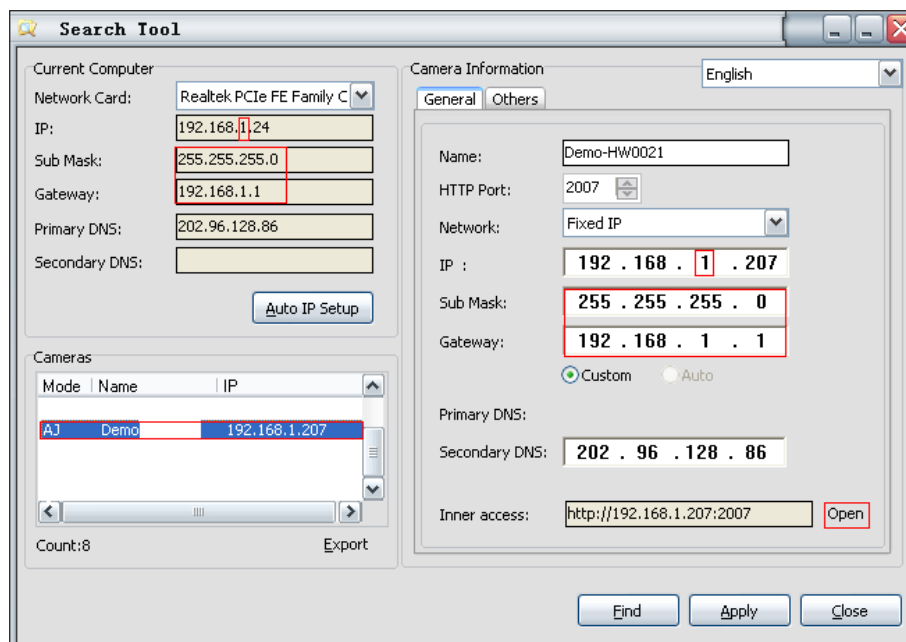 Search Tool
Current Computer
Network Card: Realtek PCIe FE Family C
IP: 192.168.1.24
Sub Mask: 255.255.255.0
Gateway: 192.168.1.1
Primary DNS: 202.96.128.86
Secondary DNS:
Auto IP Setup
Cameras
Mode Name IP
AJ Demo 192.168.1.207
Count:8 Export
Camera Information
English
General Others
Name: Demo-HW0021
HTTP Port: 2007
Network: Fixed IP
IP : 192 . 168 . 1 . 207
Sub Mask: 255 . 255 . 255 . 0
Gateway: 192 . 168 . 1 . 1
Custom Auto
Primary DNS:
Secondary DNS: 202 . 96 . 128 . 86
Inner access: http://192.168.1.207:2007 Open
Find Apply Close